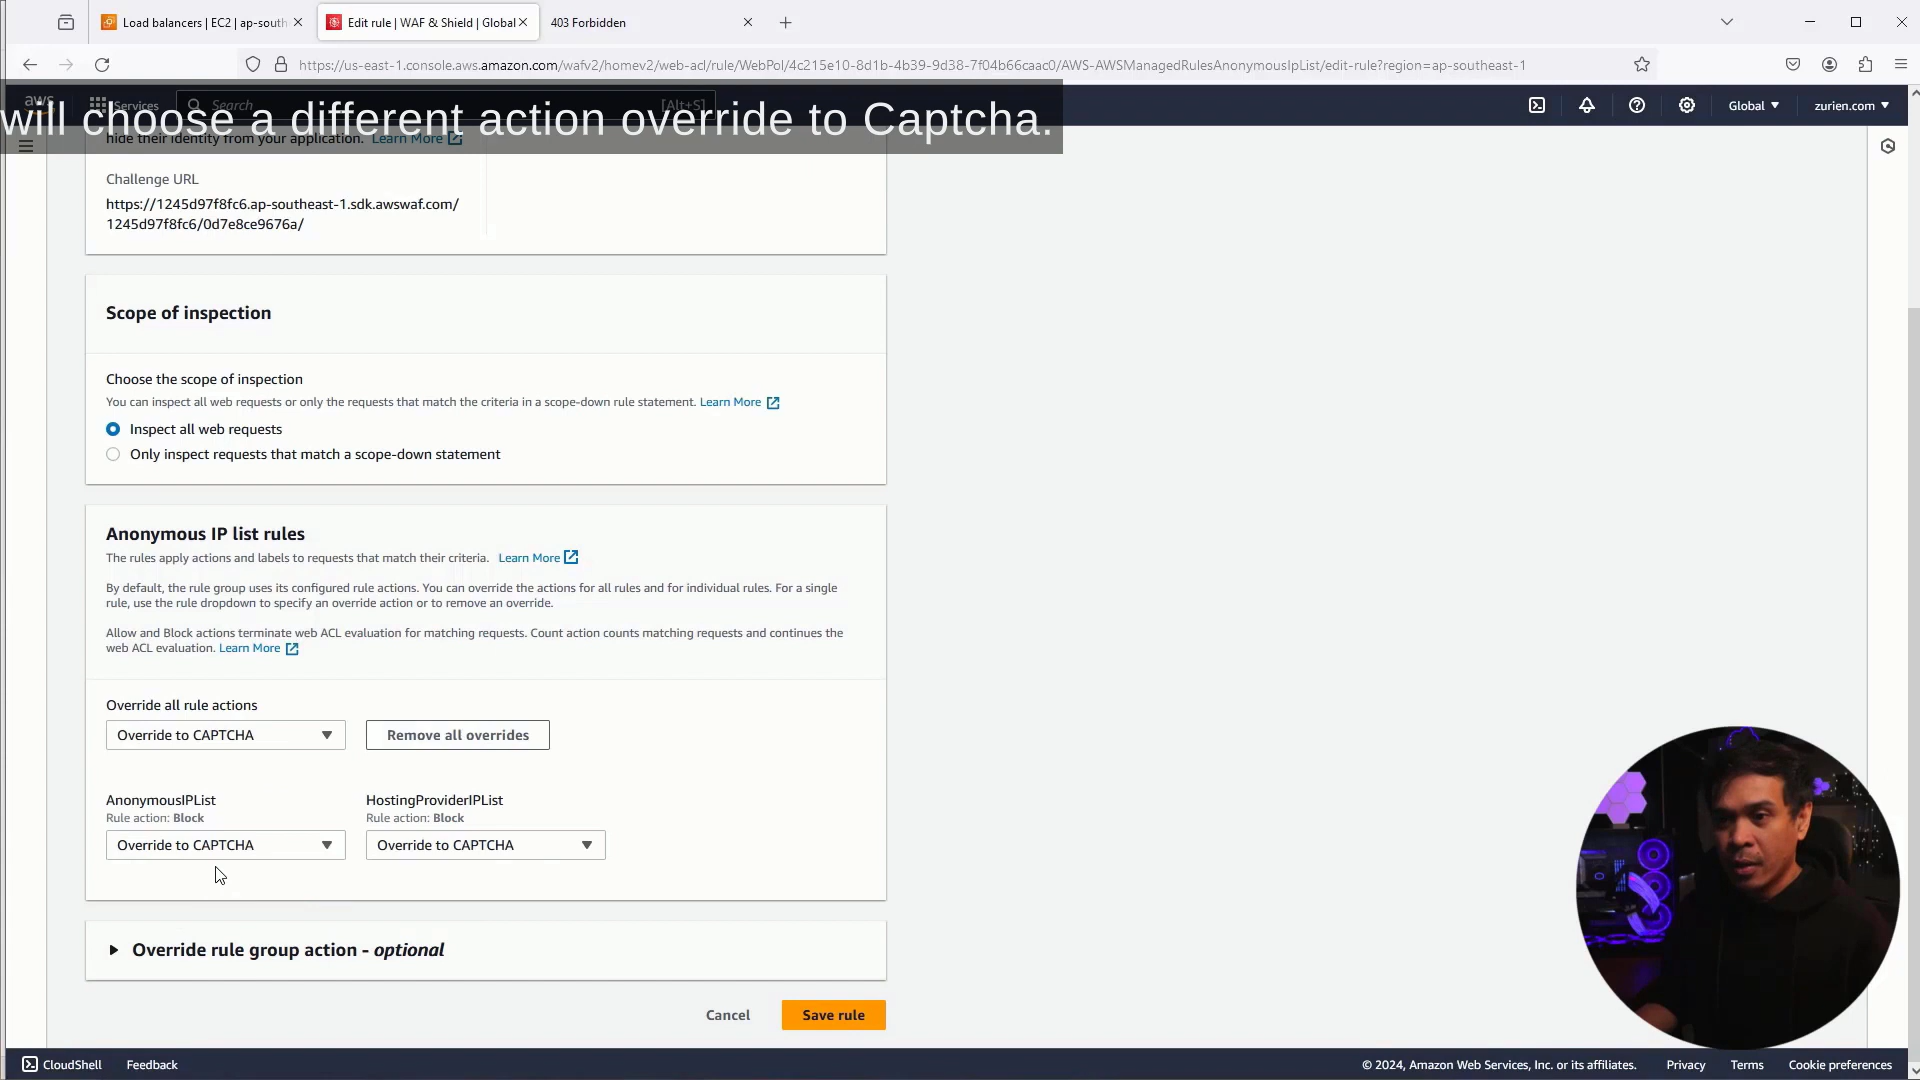 Load balancers | EC2 | ap-south
Edit rule | WAF & Shield | Global
403 Forbidden
https://us-east-1.console.aws.amazon.com/wafv2/homev2/web-acl/rule/WebPol/4c215e10-8d1b-4b39-9d38-7f04b66caac0/AWS-AWSManagedRulesAnonymousIpList/edit-rule?region=ap-southeast-1
aws
Services
Search
[Alt+S]
Global
zurien.com
will choose a different action override to Captcha.
hide their identity from your application. Learn More
Challenge URL
https://1245d97f8fc6.ap-southeast-1.sdk.awswaf.com/
1245d97f8fc6/0d7e8ce9676a/
Scope of inspection
Choose the scope of inspection
You can inspect all web requests or only the requests that match the criteria in a scope-down rule statement. Learn More
Inspect all web requests
Only inspect requests that match a scope-down statement
Anonymous IP list rules
The rules apply actions and labels to requests that match their criteria. Learn More
By default, the rule group uses its configured rule actions. You can override the actions for all rules and for individual rules. For a single
rule, use the rule dropdown to specify an override action or to remove an override.
Allow and Block actions terminate web ACL evaluation for matching requests. Count action counts matching requests and continues the
web ACL evaluation. Learn More
Override all rule actions
Override to CAPTCHA
Remove all overrides
AnonymousIPList
HostingProviderIPList
Rule action: Block
Rule action: Block
Override to CAPTCHA
Override to CAPTCHA
Override rule group action - optional
Cancel
Save rule
CloudShell
Feedback
© 2024, Amazon Web Services, Inc. or its affiliates.
Privacy
Terms
Cookie preferences